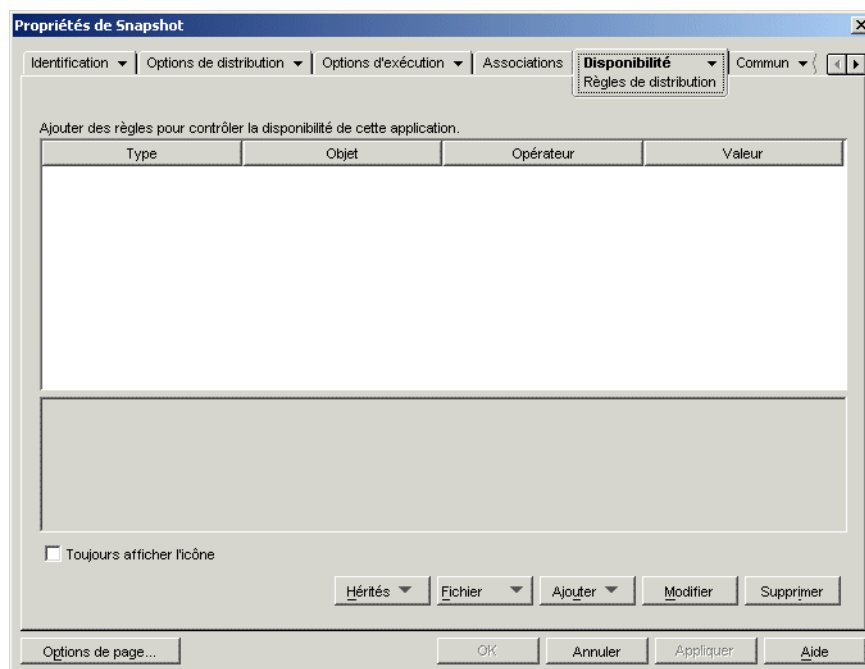 Propriétés de Snapshot
Identification Options de distribution Options d'exécution Associations Disponibilité Commun
Règles de distribution
Ajouter des règles pour contrôler la disponibilité de cette application.
Type Objet Opérateur Valeur
Toujours afficher l'icône
Hérités Fichier Ajouter Modifier Supprimer
Options de page... OK Annuler Appliquer Aide